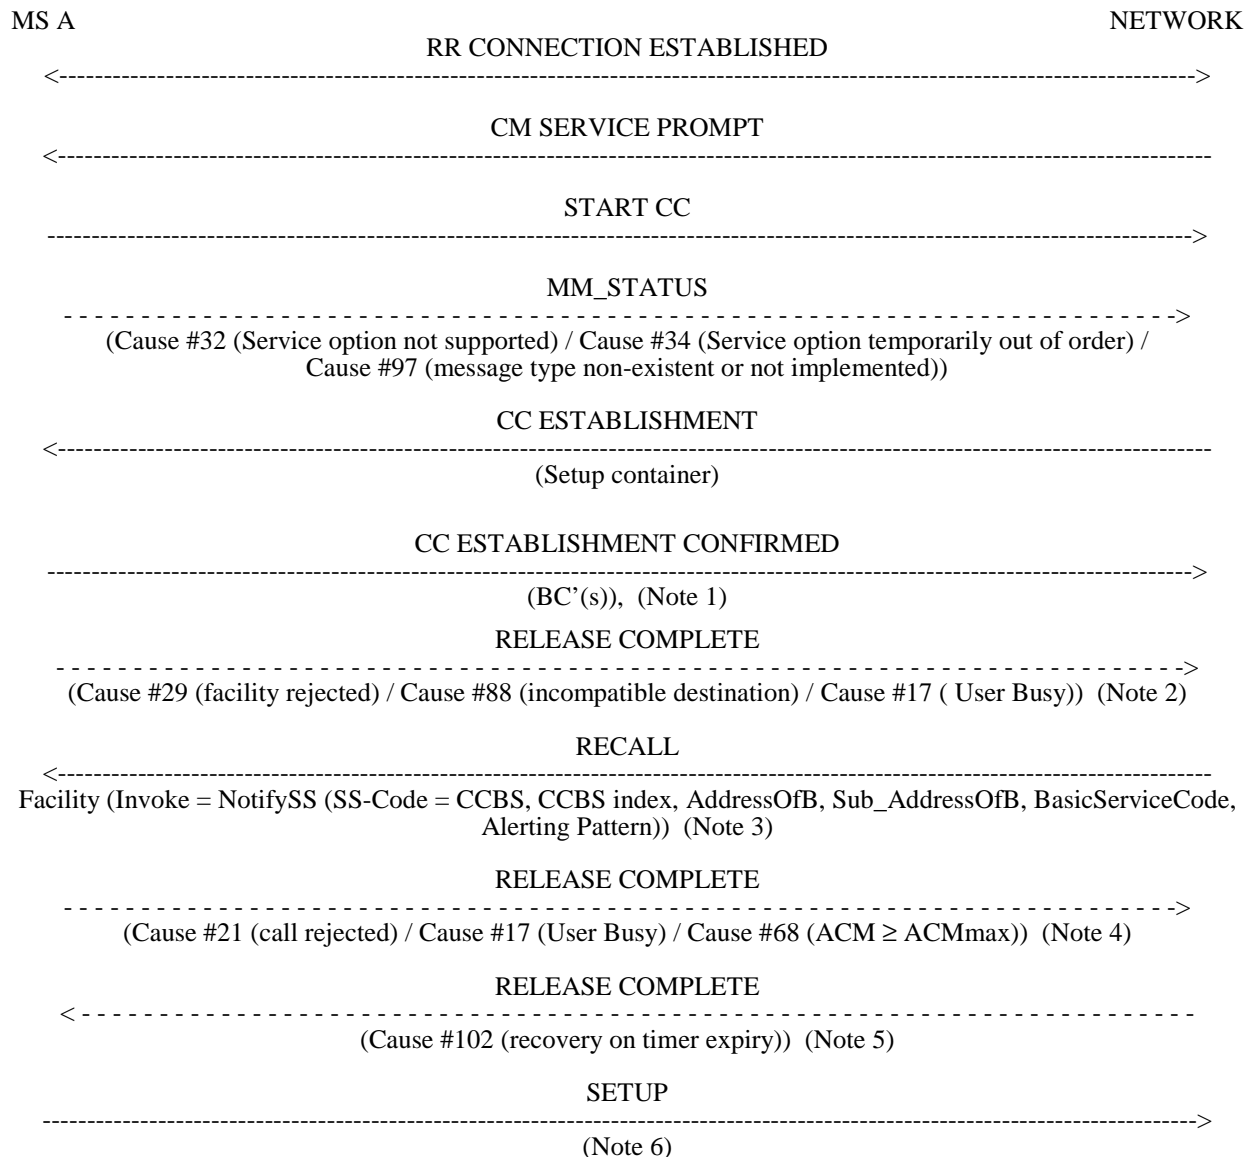 MS A NETWORK
RR CONNECTION ESTABLISHED
<------------------------------------------------------------------------------------------------------------------------------>
CM SERVICE PROMPT
<--------------------------------------------------------------------------------------------------------------------------------
START CC
-------------------------------------------------------------------------------------------------------------------------------->
MM_STATUS
- - - - - - - - - - - - - - - - - - - - - - - - - - - - - - - - - - - - - - - - - - - - - - - - - - - - - - - - - - - - - - - - - - - - - - - - ->
(Cause #32 (Service option not supported) / Cause #34 (Service option temporarily out of order) /
Cause #97 (message type non-existent or not implemented))
CC ESTABLISHMENT
<--------------------------------------------------------------------------------------------------------------------------------
(Setup container)
CC ESTABLISHMENT CONFIRMED
-------------------------------------------------------------------------------------------------------------------------------->
(BC’(s)), (Note 1)
RELEASE COMPLETE
- - - - - - - - - - - - - - - - - - - - - - - - - - - - - - - - - - - - - - - - - - - - - - - - - - - - - - - - - - - - - - - - - - - - - - - - - ->
(Cause #29 (facility rejected) / Cause #88 (incompatible destination) / Cause #17 ( User Busy)) (Note 2)
RECALL
<--------------------------------------------------------------------------------------------------------------------------------
Facility (Invoke = NotifySS (SS-Code = CCBS, CCBS index, AddressOfB, Sub_AddressOfB, BasicServiceCode,
Alerting Pattern)) (Note 3)
RELEASE COMPLETE
- - - - - - - - - - - - - - - - - - - - - - - - - - - - - - - - - - - - - - - - - - - - - - - - - - - - - - - - - - - - - - - - - - - - - - - - ->
(Cause #21 (call rejected) / Cause #17 (User Busy) / Cause #68 (ACM ≥ ACMmax)) (Note 4)
RELEASE COMPLETE
< - - - - - - - - - - - - - - - - - - - - - - - - - - - - - - - - - - - - - - - - - - - - - - - - - - - - - - - - - - - - - - - - - - - - - - - -
(Cause #102 (recovery on timer expiry)) (Note 5)
SETUP
-------------------------------------------------------------------------------------------------------------------------------->
(Note 6)